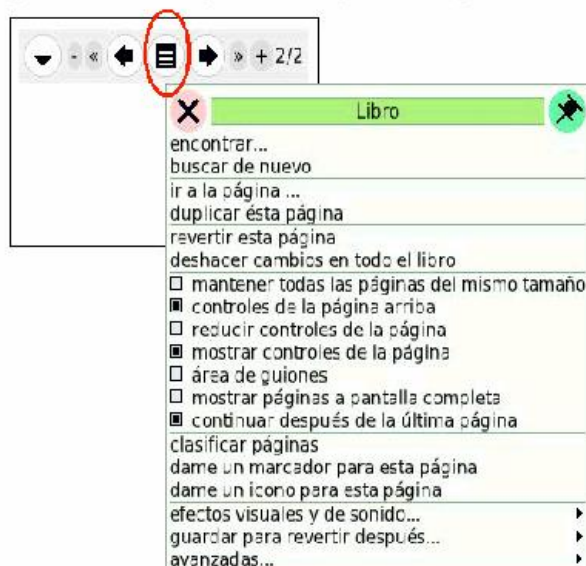 - « » + 2/2
Libro
encontrar...
buscar de nuevo
ir a la página ...
duplicar ésta página
revertir esta página
deshacer cambios en todo el libro
mantener todas las páginas del mismo tamaño
controles de la página arriba
reducir controles de la página
mostrar controles de la página
área de guiones
mostrar páginas a pantalla completa
continuar después de la última página
clasificar páginas
dame un marcador para esta página
dame un icono para esta página
efectos visuales y de sonido...
guardar para revertir después...
avanzadas...